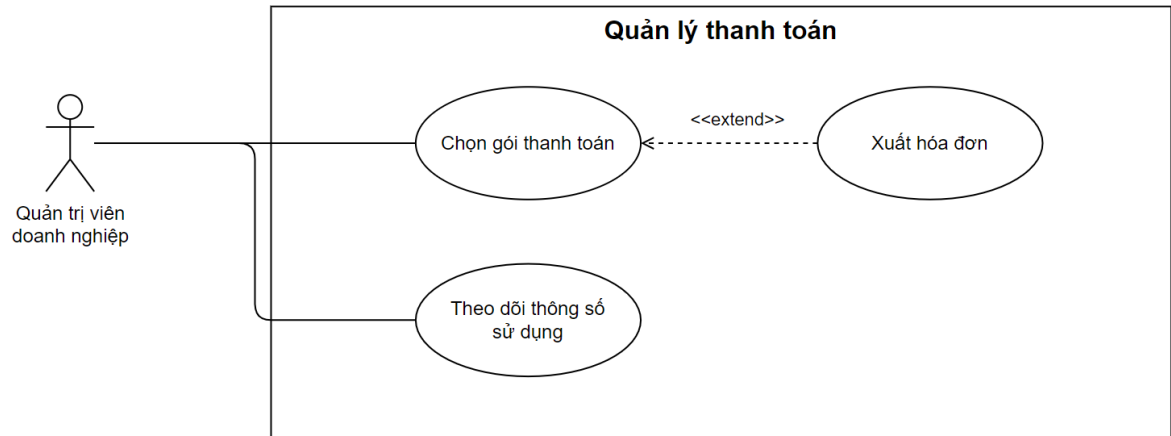 Quản lý thanh toán
Chọn gói thanh toán
<<extend>>
Xuất hóa đơn
Quản trị viên
doanh nghiệp
Theo dõi thông số
sử dụng